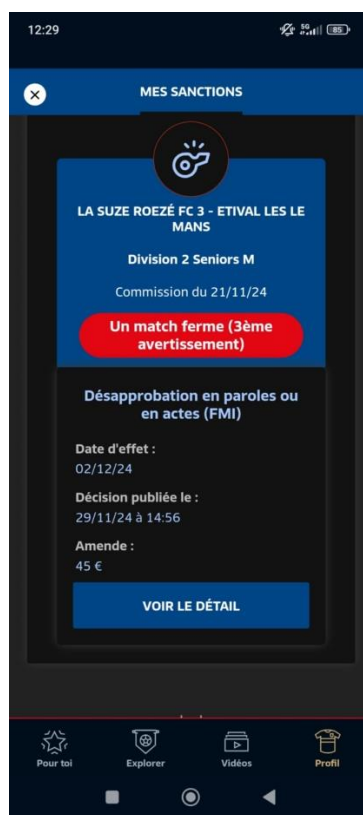 12:29
5G
85
MES SANCTIONS
LA SUZE ROEZÉ FC 3 - ETIVAL LES LE
MANS
Division 2 Seniors M
Commission du 21/11/24
Un match ferme (3ème
avertissement)
Désapprobation en paroles ou
en actes (FMI)
Date d'effet :
02/12/24
Décision publiée le :
29/11/24 à 14:56
Amende :
45 €
VOIR LE DÉTAIL
Pour toi
Explorer
Vidéos
Profil